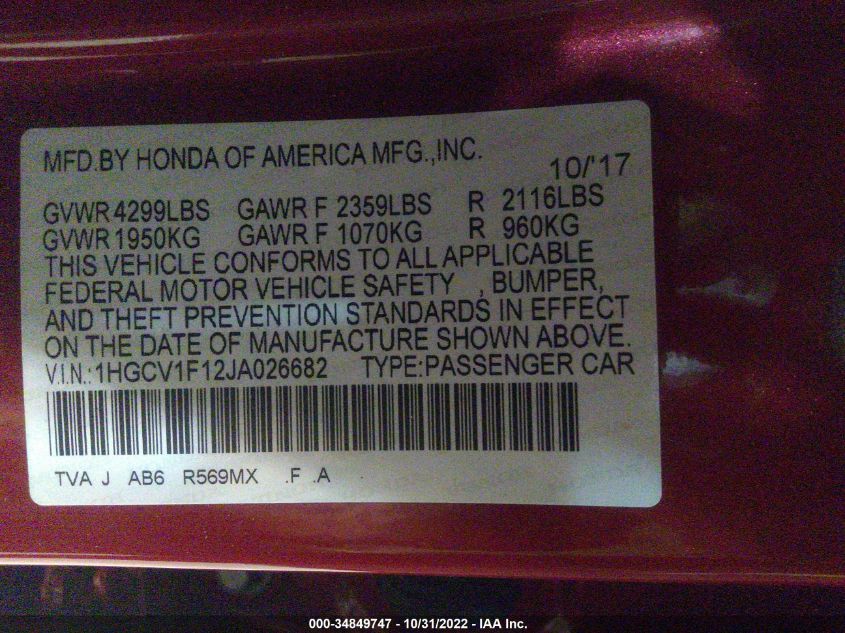 MFD.BY HONDA OF AMERICA MFG.,INC.
10/'17
GVWR 4299LBS GAWR F 2359LBS R 2116LBS
GVWR 1950KG GAWR F 1070KG R 960KG
THIS VEHICLE CONFORMS TO ALL APPLICABLE
FEDERAL MOTOR VEHICLE SAFETY , BUMPER,
AND THEFT PREVENTION STANDARDS IN EFFECT
ON THE DATE OF MANUFACTURE SHOWN ABOVE.
V.I.N.:1HGCV1F12JA026682 TYPE:PASSENGER CAR
TVA J AB6 R569MX .F .A
000-34849747 - 10/31/2022 - IAA Inc.